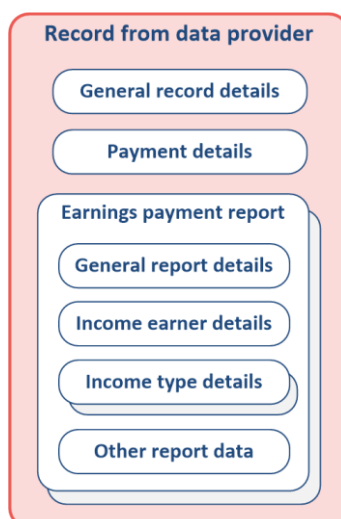 Record from data provider
General record details
Payment details
Earnings payment report
General report details
Income earner details
Income type details
Other report data